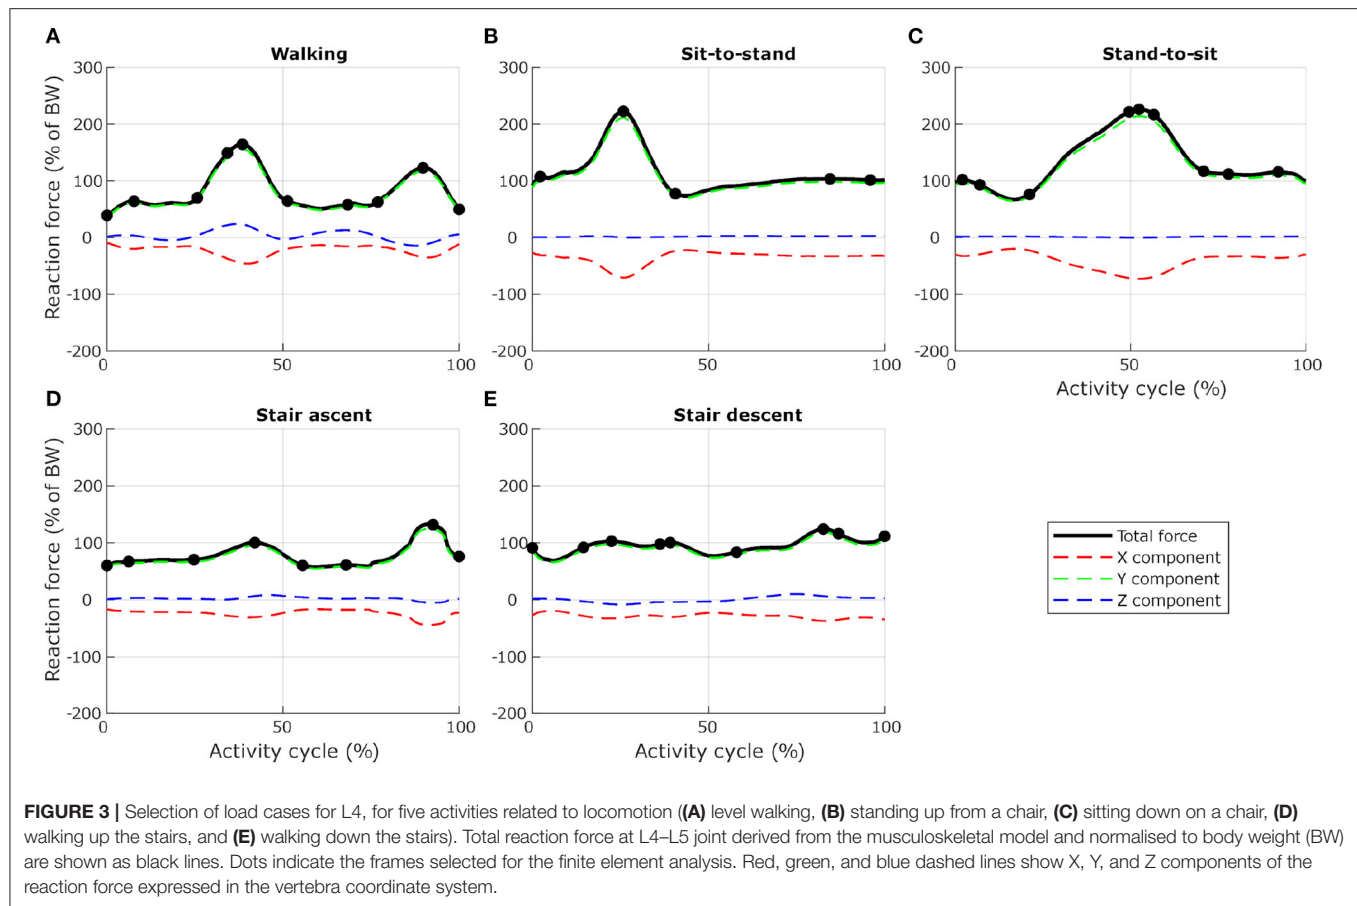 A
Walking
300
200
100
0
-100
-200
0
50
100
Reaction force (% of BW)
B
Sit-to-stand
300
200
100
0
-100
-200
0
50
100
C
Stand-to-sit
300
200
100
0
-100
-200
0
50
100
Activity cycle (%)
D
Stair ascent
300
200
100
0
-100
-200
0
50
100
Reaction force (% of BW)
Activity cycle (%)
E
Stair descent
300
200
100
0
-100
-200
0
50
100
Activity cycle (%)
Total force
X component
Y component
Z component
FIGURE 3 | Selection of load cases for L4, for five activities related to locomotion ((A) level walking, (B) standing up from a chair, (C) sitting down on a chair, (D)
walking up the stairs, and (E) walking down the stairs). Total reaction force at L4–L5 joint derived from the musculoskeletal model and normalised to body weight (BW)
are shown as black lines. Dots indicate the frames selected for the finite element analysis. Red, green, and blue dashed lines show X, Y, and Z components of the
reaction force expressed in the vertebra coordinate system.